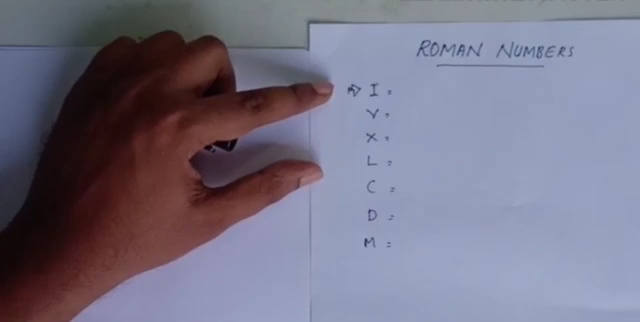 ROMAN NUMBERS
⇒ I =
V =
X =
L =
C =
D =
M =